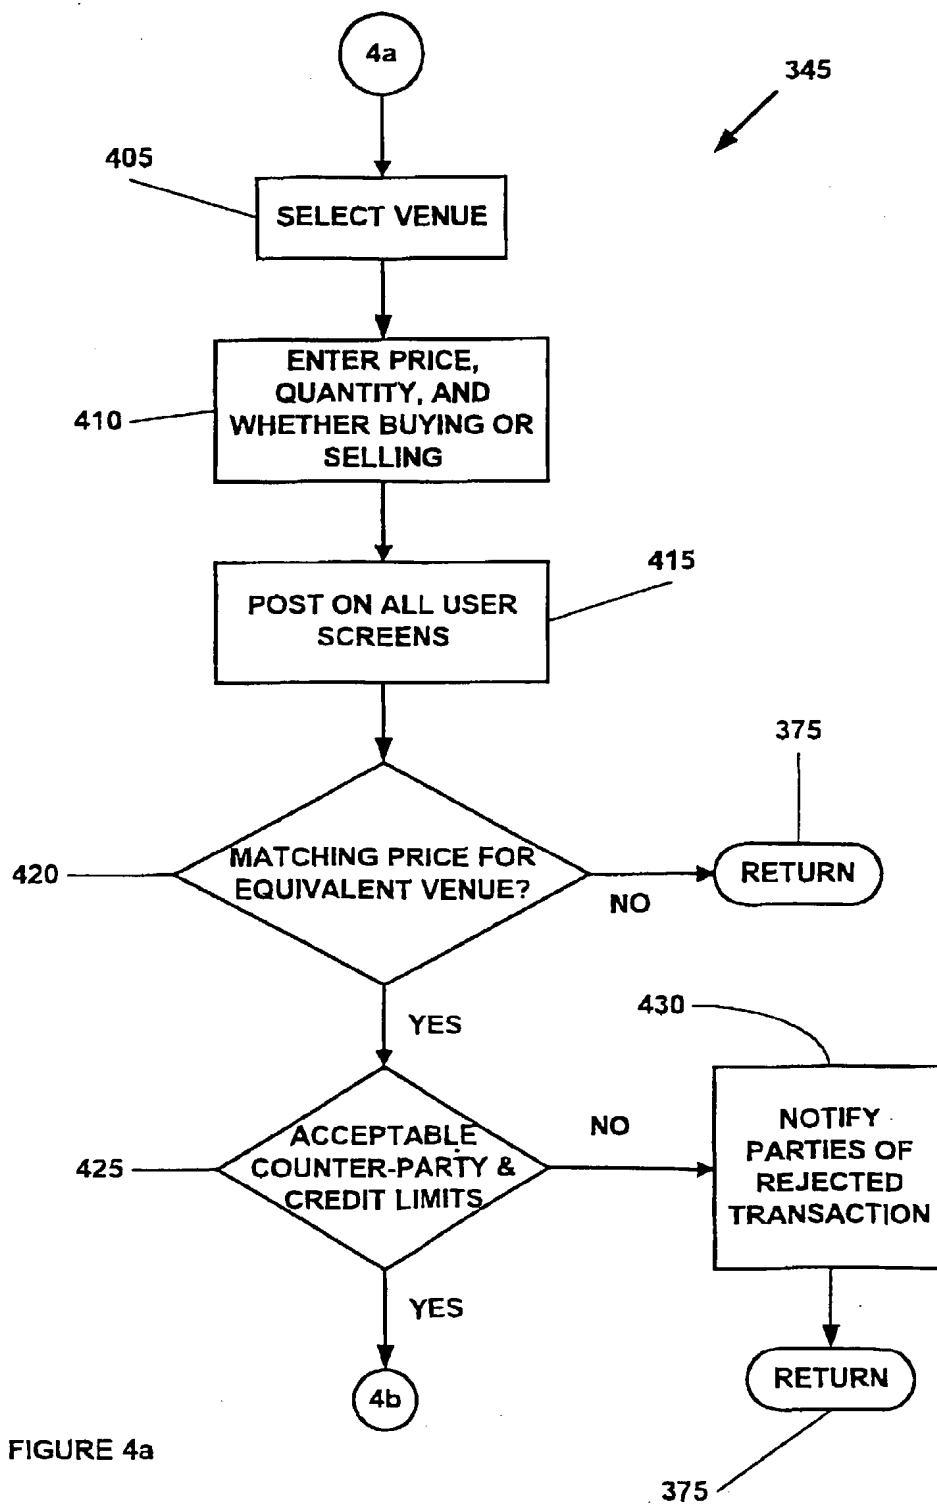 4a
345
405
SELECT VENUE
ENTER PRICE,
QUANTITY, AND
WHETHER BUYING OR
SELLING
410
415
POST ON ALL USER
SCREENS
375
MATCHING PRICE FOR
EQUIVALENT VENUE?
420
NO
RETURN
YES
430
ACCEPTABLE
COUNTER-PARTY &
CREDIT LIMITS
425
NO
NOTIFY
PARTIES OF
REJECTED
TRANSACTION
YES
RETURN
4b
FIGURE 4a
375